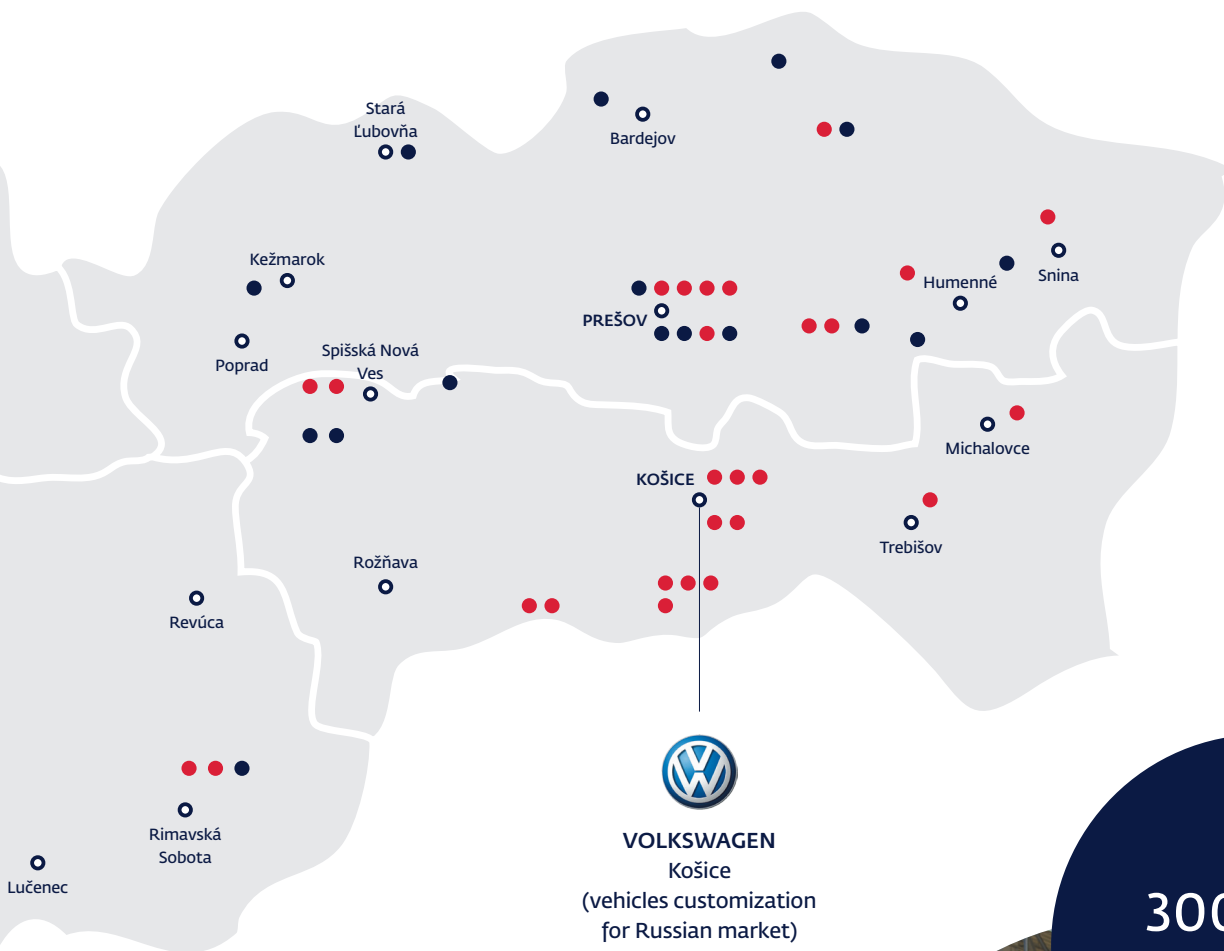 Stará
Ľubovňa
Bardejov
Kežmarok
Humenné
Snina
PREŠOV
Poprad
Spišská Nová
Ves
Michalovce
KOŠICE
Trebišov
Rožňava
Revúca
Rimavská
Sobota
Lučenec
VOLKSWAGEN
Košice
(vehicles customization
for Russian market)